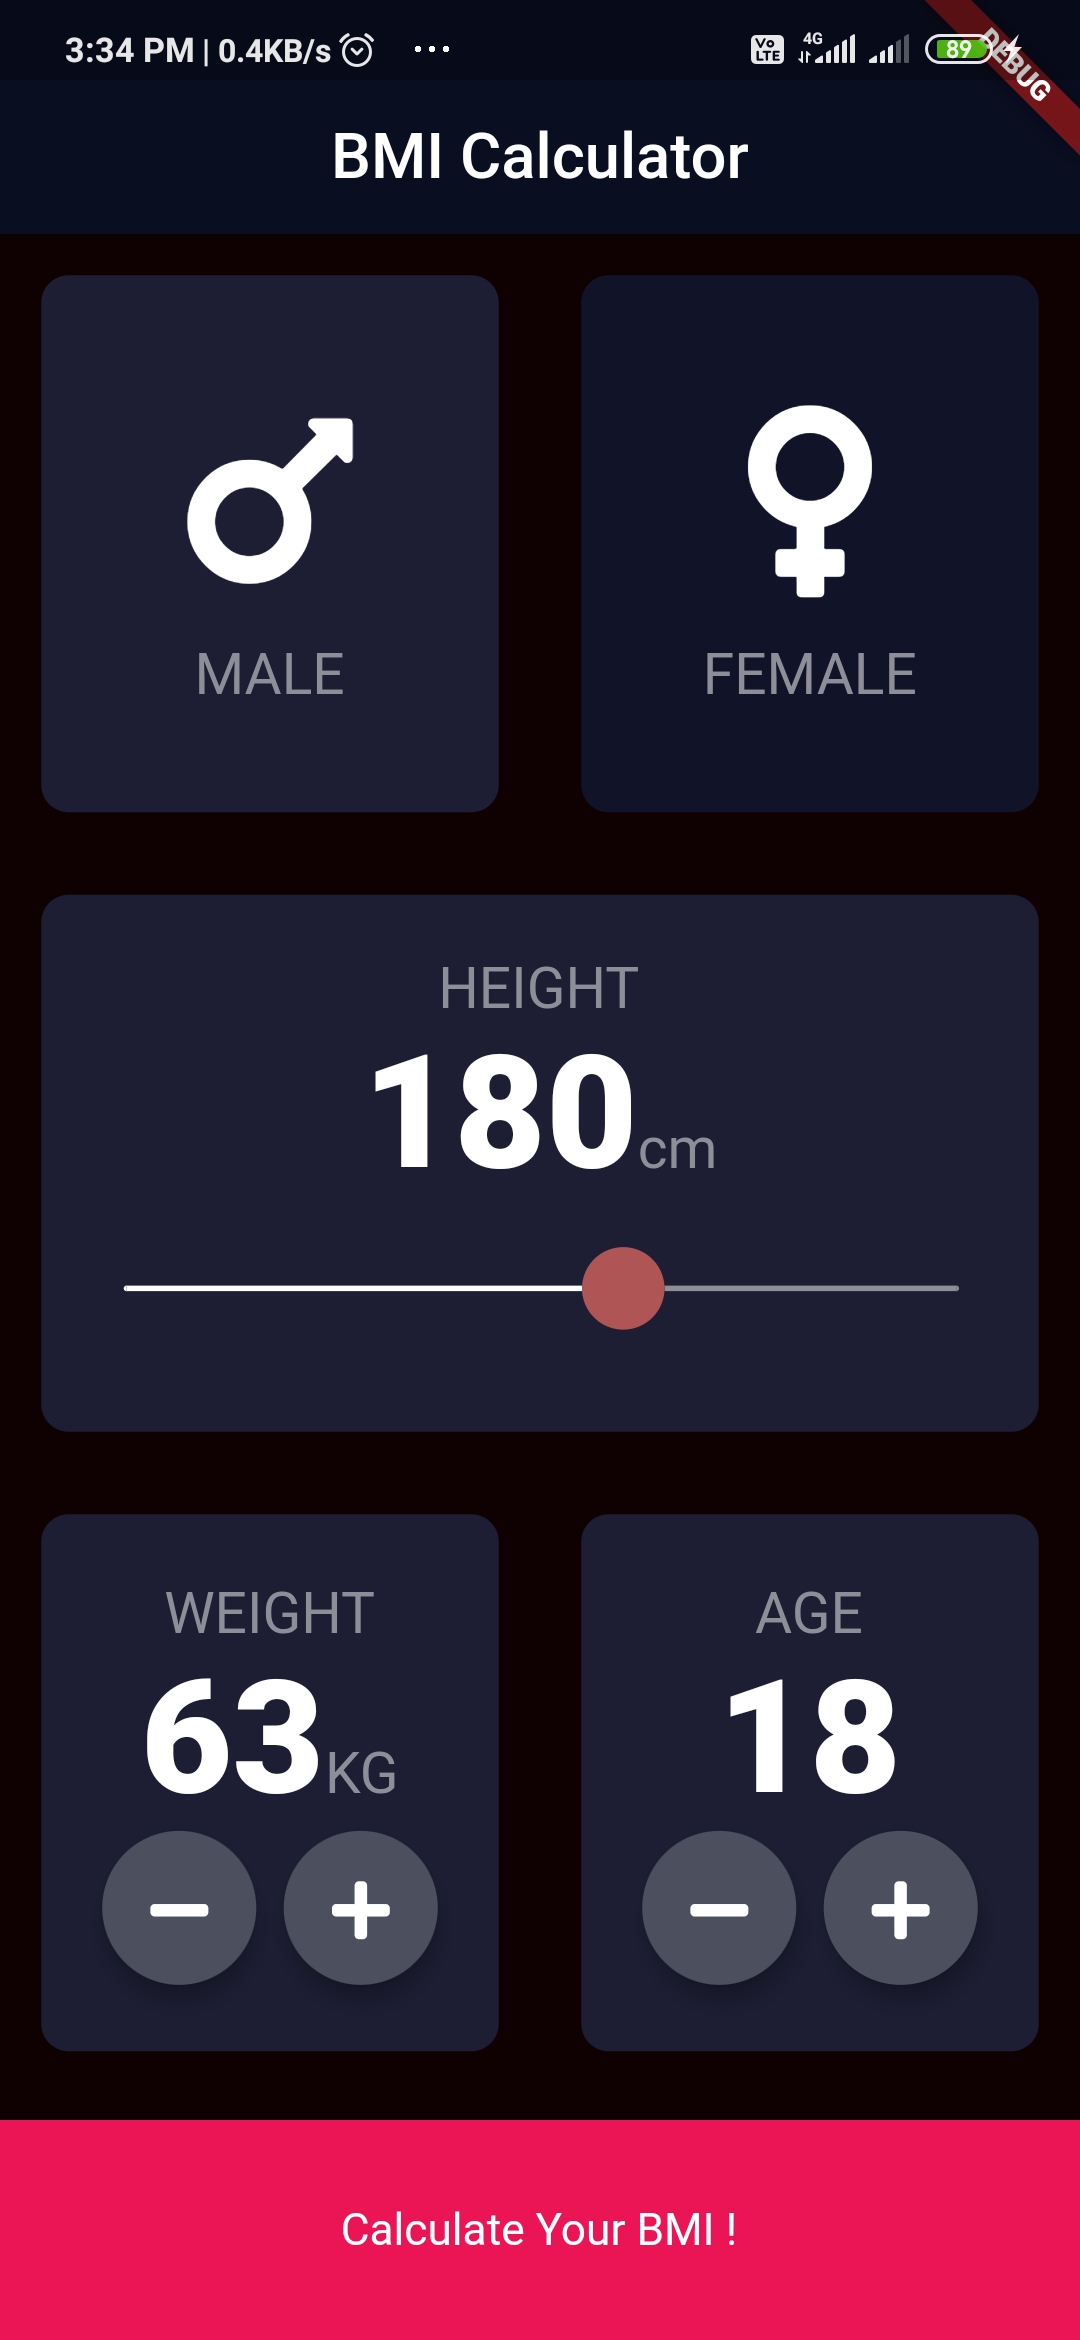 3:34 PM | 0.4KB/s ... Vo LTE 4G 89
DEBUG
BMI Calculator
MALE
FEMALE
HEIGHT
180cm
WEIGHT
63KG
AGE
18
Calculate Your BMI !